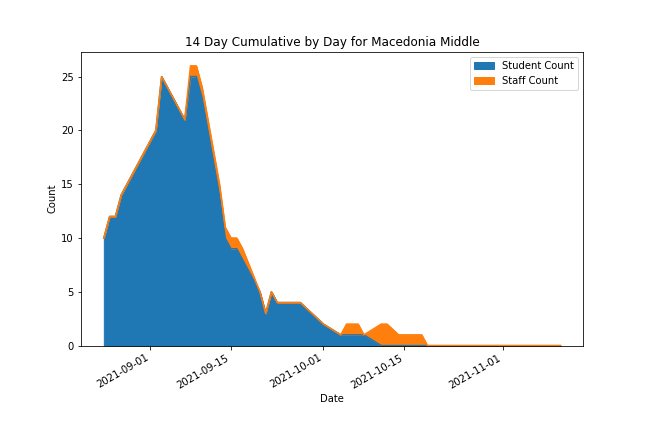 14 Day Cumulative by Day for Macedonia Middle
Student Count
Staff Count
25
20
15
10
5
0
Count
2021-09-01
2021-09-15
2021-10-01
2021-10-15
2021-11-01
Date